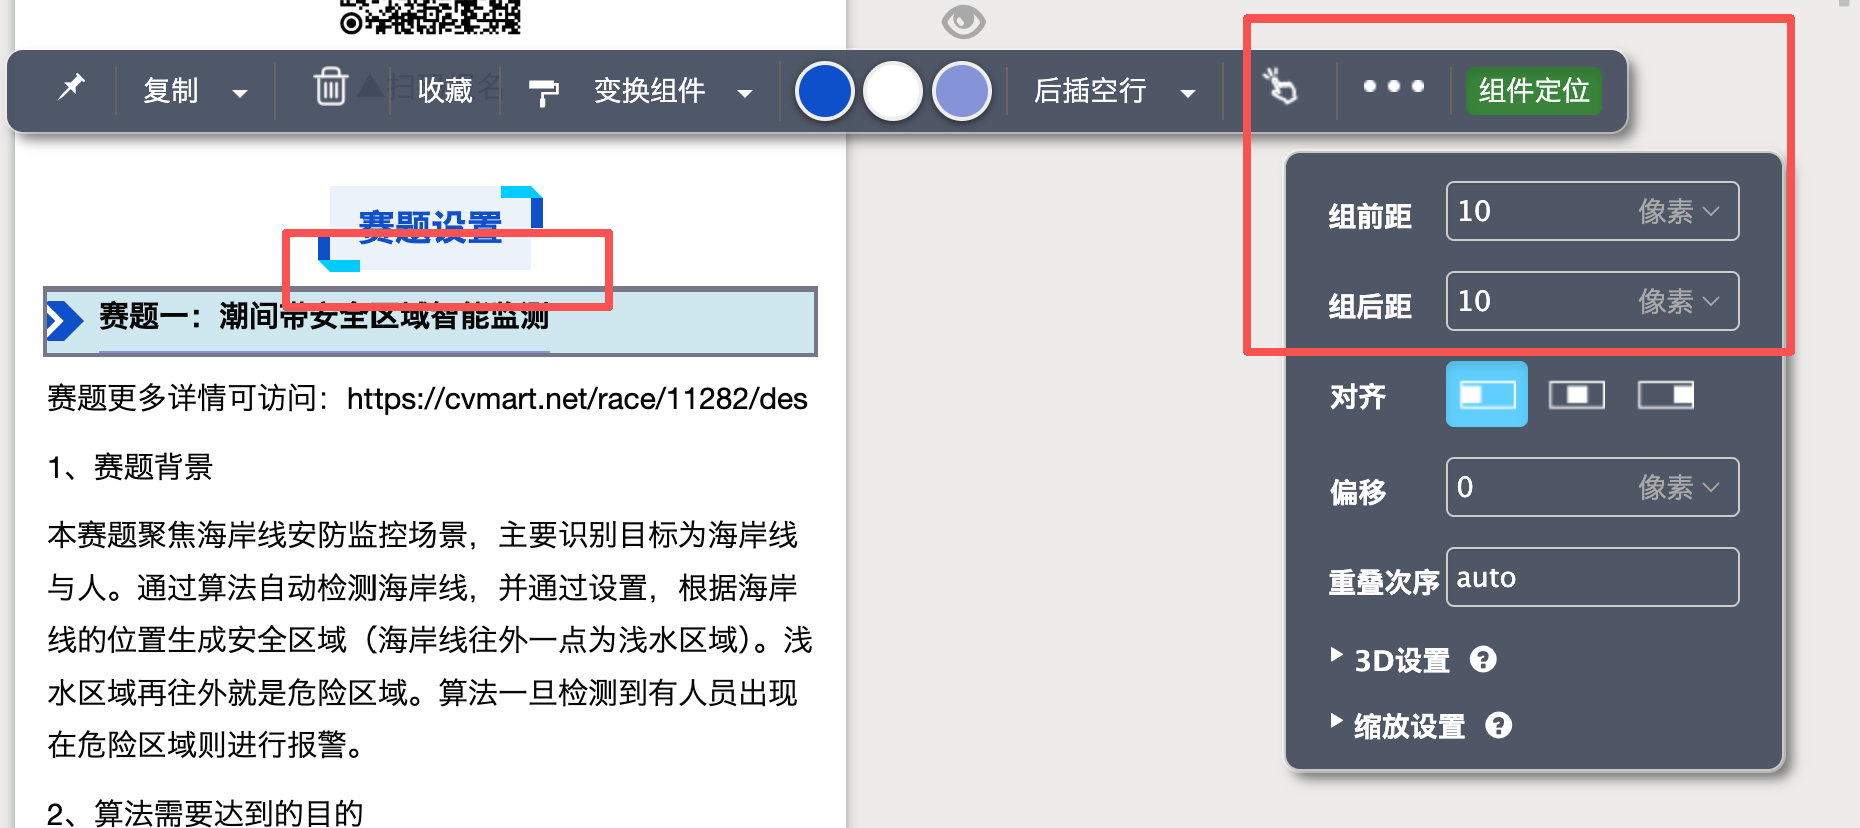 复制
扫
名
收藏
变换组件
后插空行
组件定位
赛题设置
赛题一：潮间带安全区域智能监测
赛题更多详情可访问：https://cvmart.net/race/11282/des
1、赛题背景
本赛题聚焦海岸线安防监控场景，主要识别目标为海岸线
与人。通过算法自动检测海岸线，并通过设置，根据海岸
线的位置生成安全区域（海岸线往外一点为浅水区域）。浅
水区域再往外就是危险区域。算法一旦检测到有人员出现
在危险区域则进行报警。
2、算法需要达到的目的
组前距 10 像素
组后距 10 像素
对齐
偏移 0 像素
重叠次序 auto
3D设置 ?
缩放设置 ?